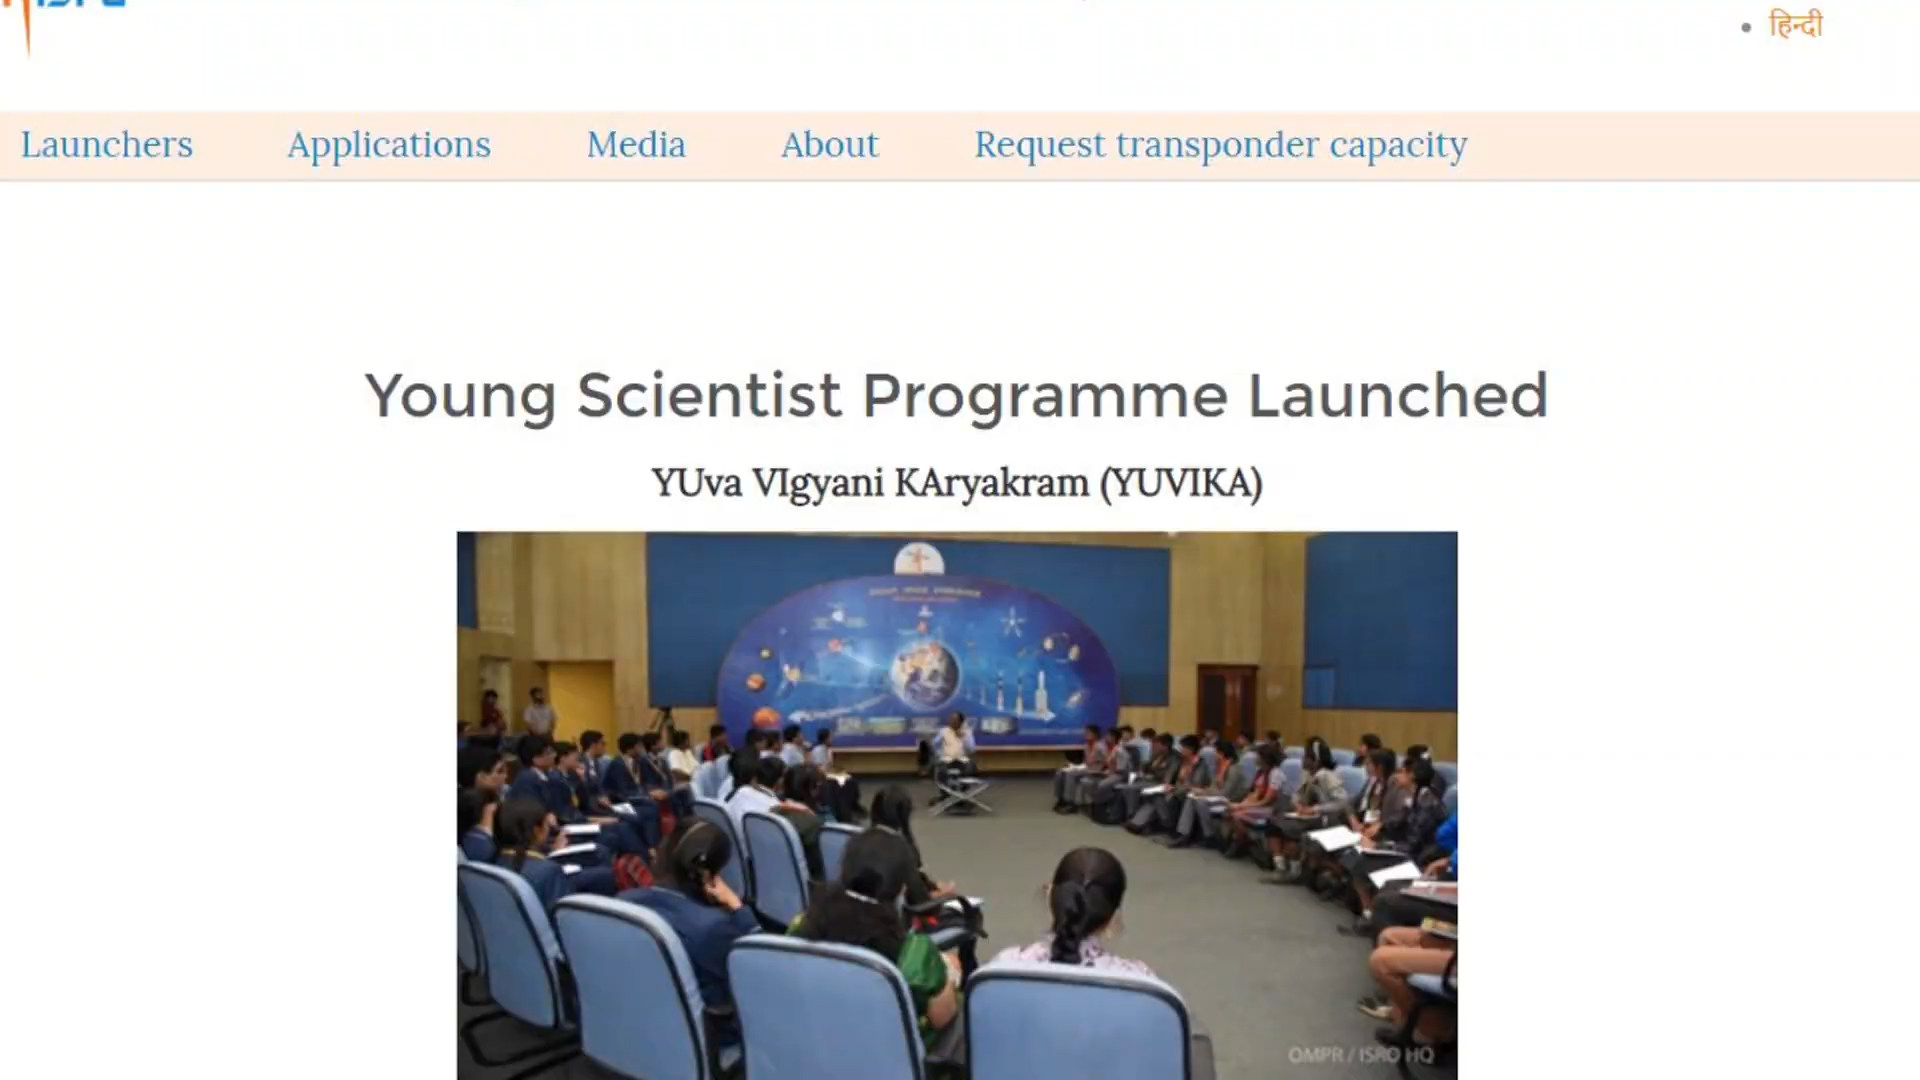 हिन्दी
Launchers Applications Media About Request transponder capacity
Young Scientist Programme Launched
YUva VIgyani KAryakram (YUVIKA)
OMPR / ISRO HQ